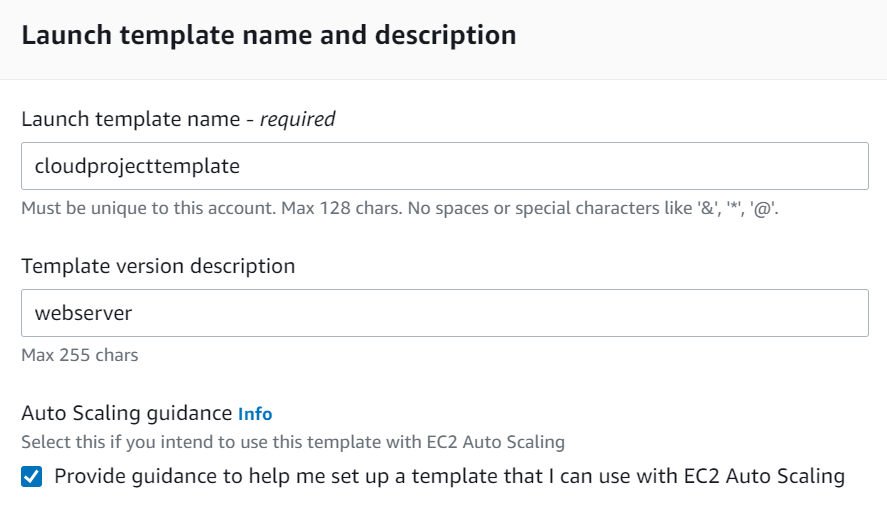 Launch template name and description
Launch template name - required
cloudprojecttemplate
Must be unique to this account. Max 128 chars. No spaces or special characters like '&', '*', '@'.
Template version description
webserver
Max 255 chars
Auto Scaling guidance Info
Select this if you intend to use this template with EC2 Auto Scaling
Provide guidance to help me set up a template that I can use with EC2 Auto Scaling